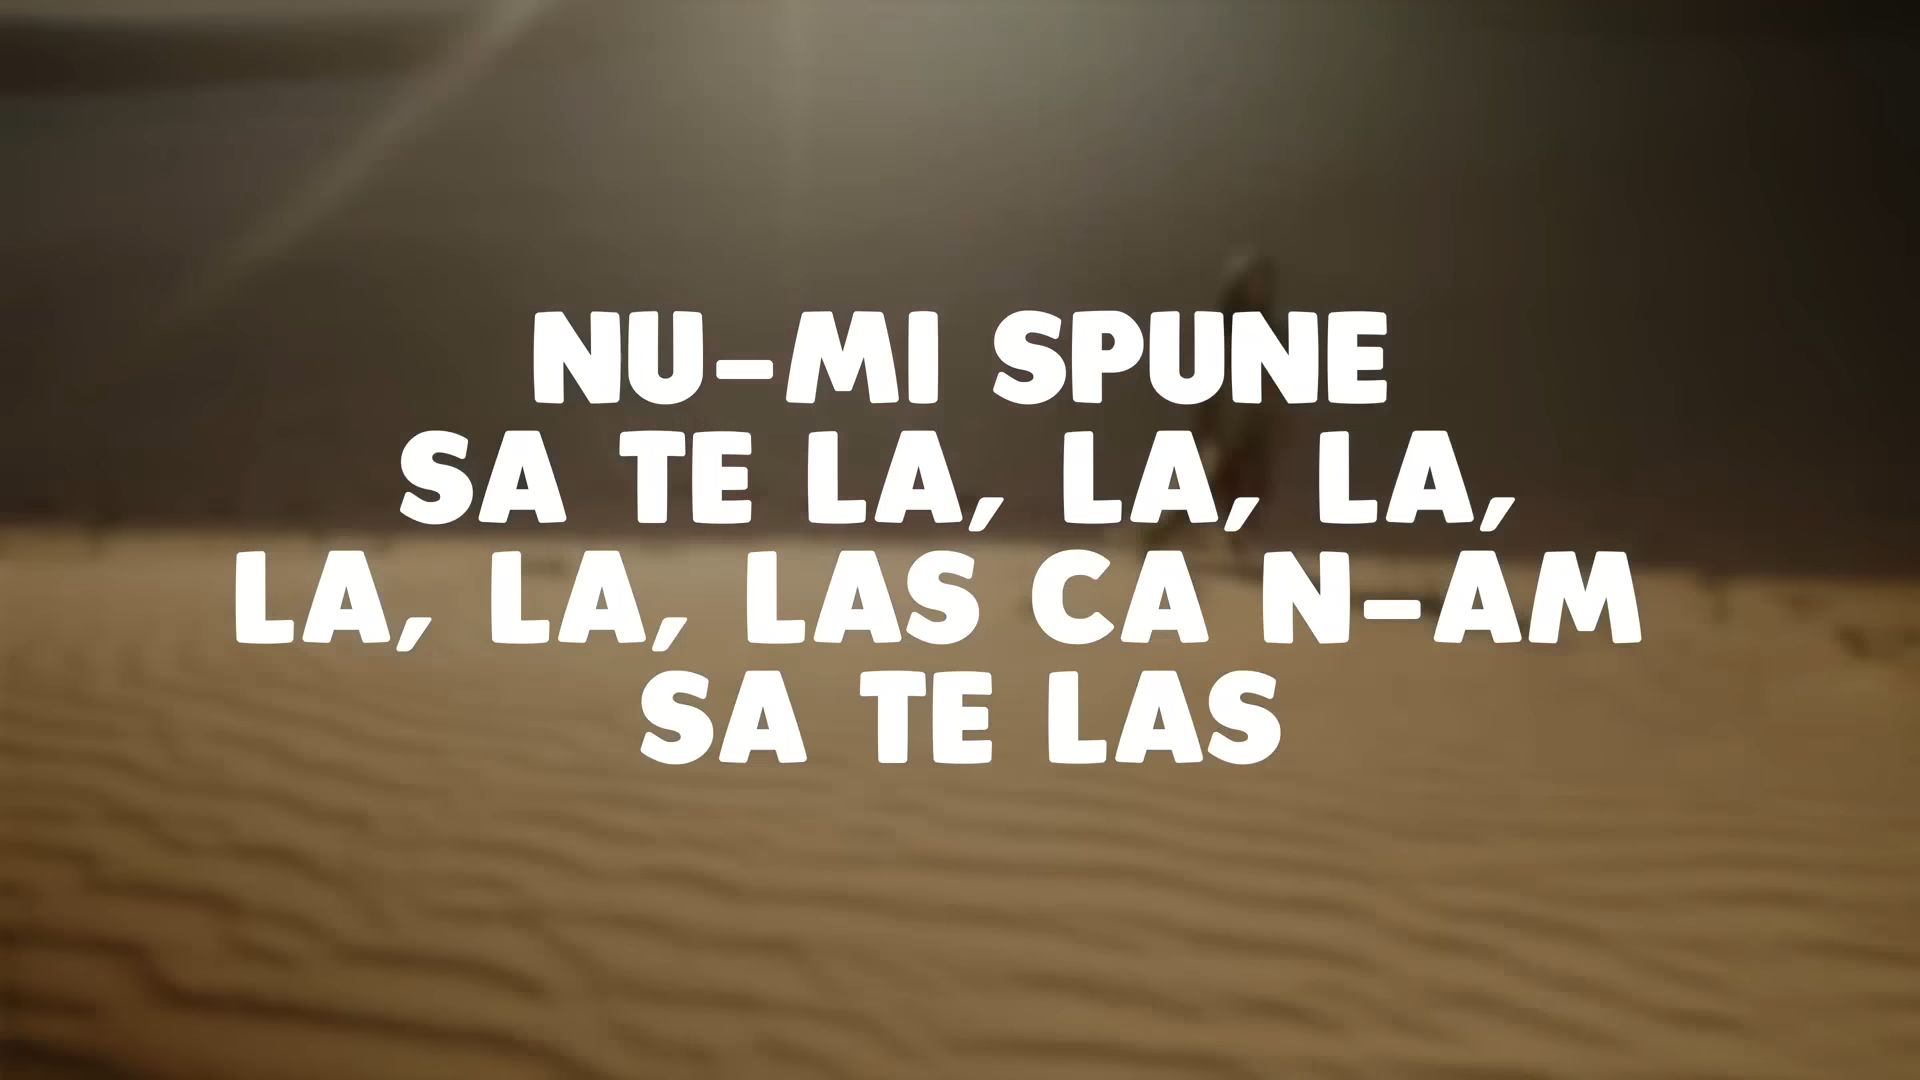 NU-MI SPUNE
SA TE LA, LA, LA,
LA, LA, LAS CA N-AM
SA TE LAS